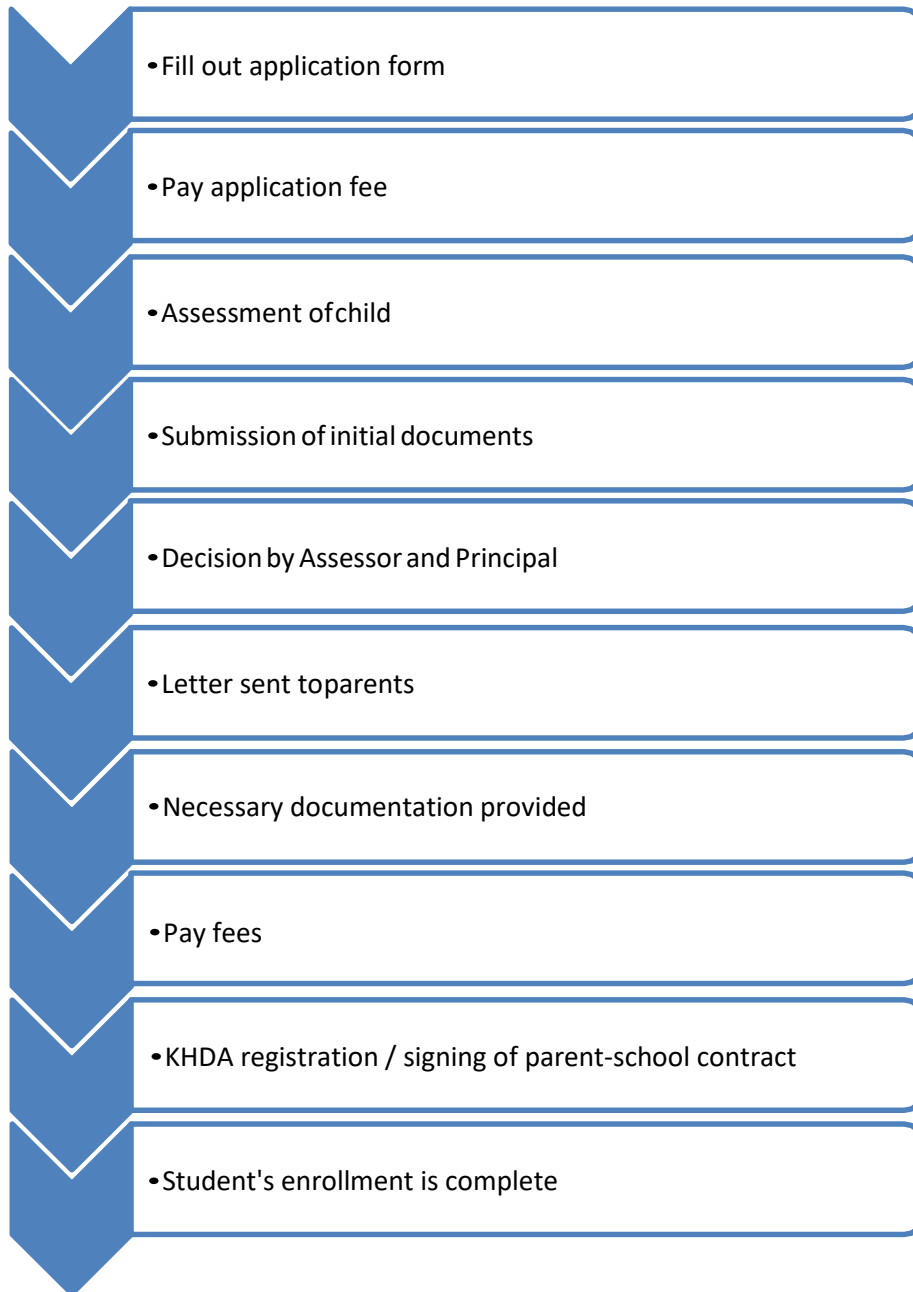 •Fill out application form
•Pay application fee
•Assessment ofchild
•Submission of initial documents
•Decision by Assessor and Principal
•Letter sent toparents
•Necessary documentation provided
•Pay fees
•KHDA registration / signing of parent-school contract
•Student's enrollment is complete